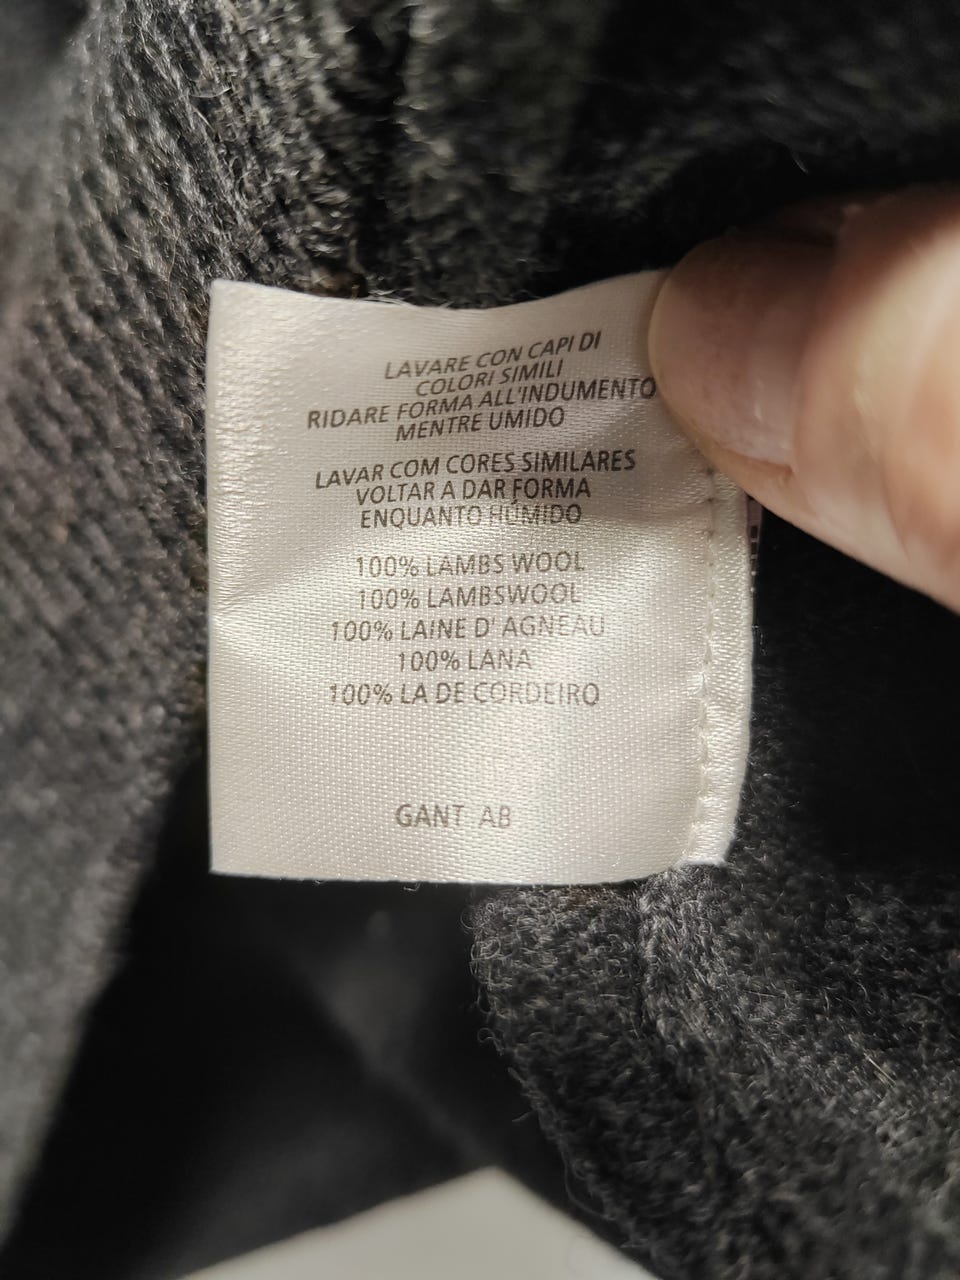 LAVARE CON CAPI DI
COLORI SIMILI
RIDARE FORMA ALL'INDUMENTO
MENTRE UMIDO
LAVAR COM CORES SIMILARES
VOLTAR A DAR FORMA
ENQUANTO HÚMIDO
100% LAMBS WOOL
100% LAMBSWOOL
100% LAINE D' AGNEAU
100% LANA
100% LA DE CORDEIRO
GANT AB